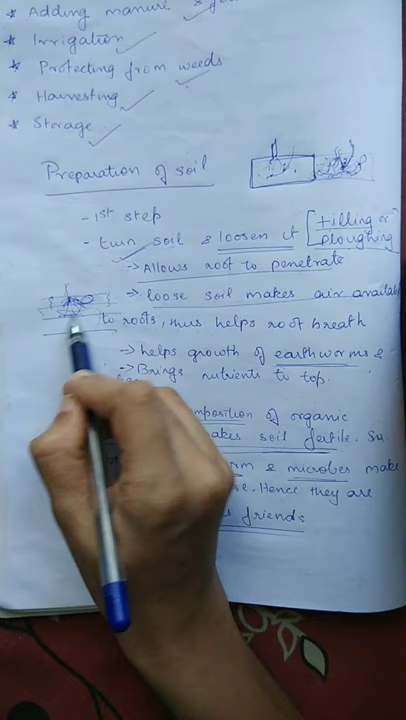 * Adding manure &
* Irrigation
* Protecting from weeds
* Harvesting
* Storage
Preparation of soil
- 1st step
- turn soil & loosen it [tilling or ploughing]
-> Allows root to penetrate
-> loose soil makes air available
to roots, thus helps root breath
-> helps growth of earthworms &
-> Brings nutrients to top.
of organic
makes soil fertile. So.
& microbes make
Hence they are
friends